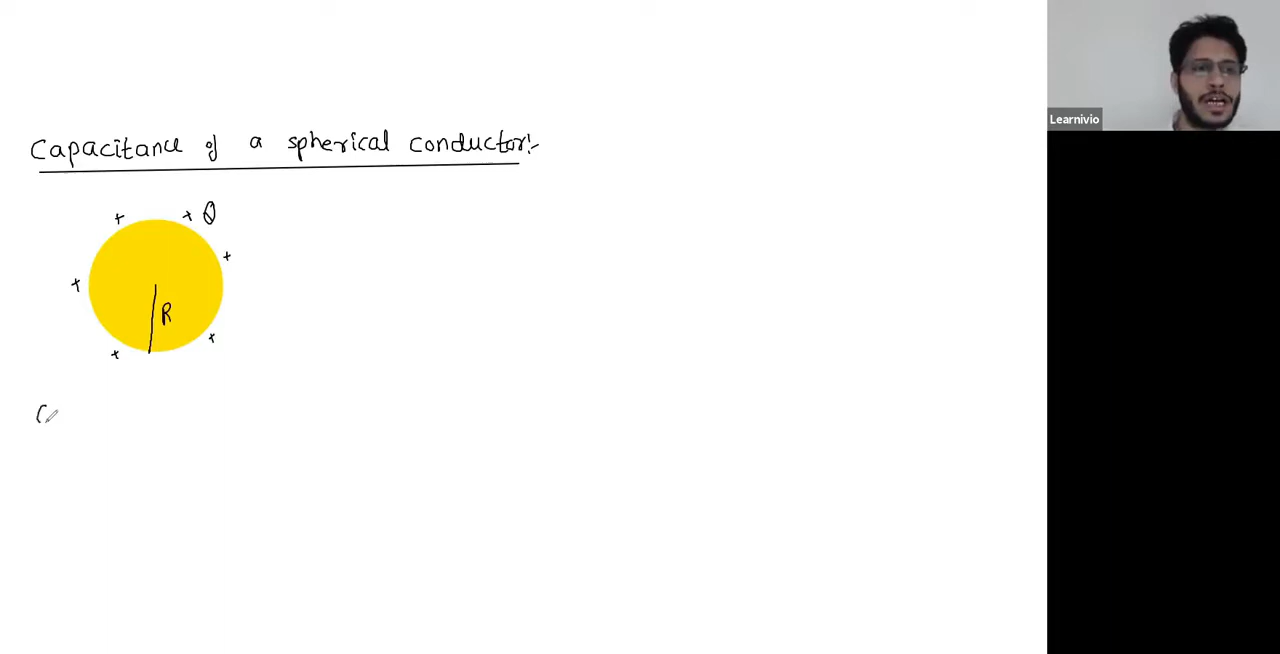 Capacitance of a spherical conductor:-
+ + Q
+
+
R
+
+
C
Learnivio